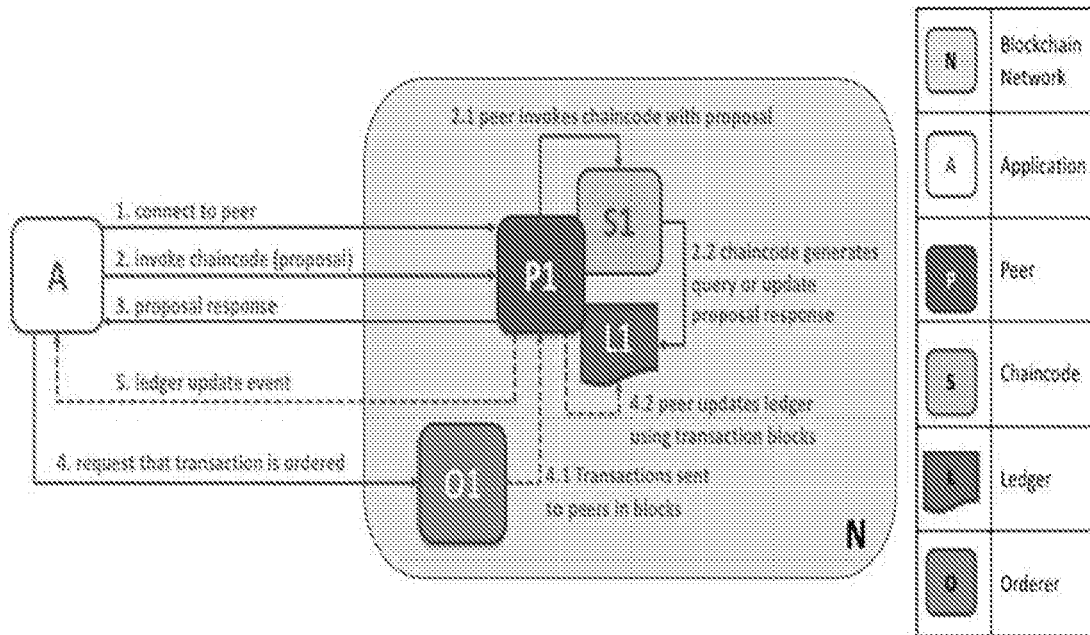 2.1 peer invokes chaincode with proposal
1. connect to peer
2. invoke chaincode (proposal)
3. proposal response
A
P1
S1
L1
2.2 chaincode generates
query or update
proposal response
5. ledger update event
4.2 peer updates ledger
using transaction blocks
4. request that transaction is ordered
O1
4.1 Transactions sent
to peers in blocks
N
N
Blockchain
Network
A
Application
P
Peer
S
Chaincode
L
Ledger
O
Orderer